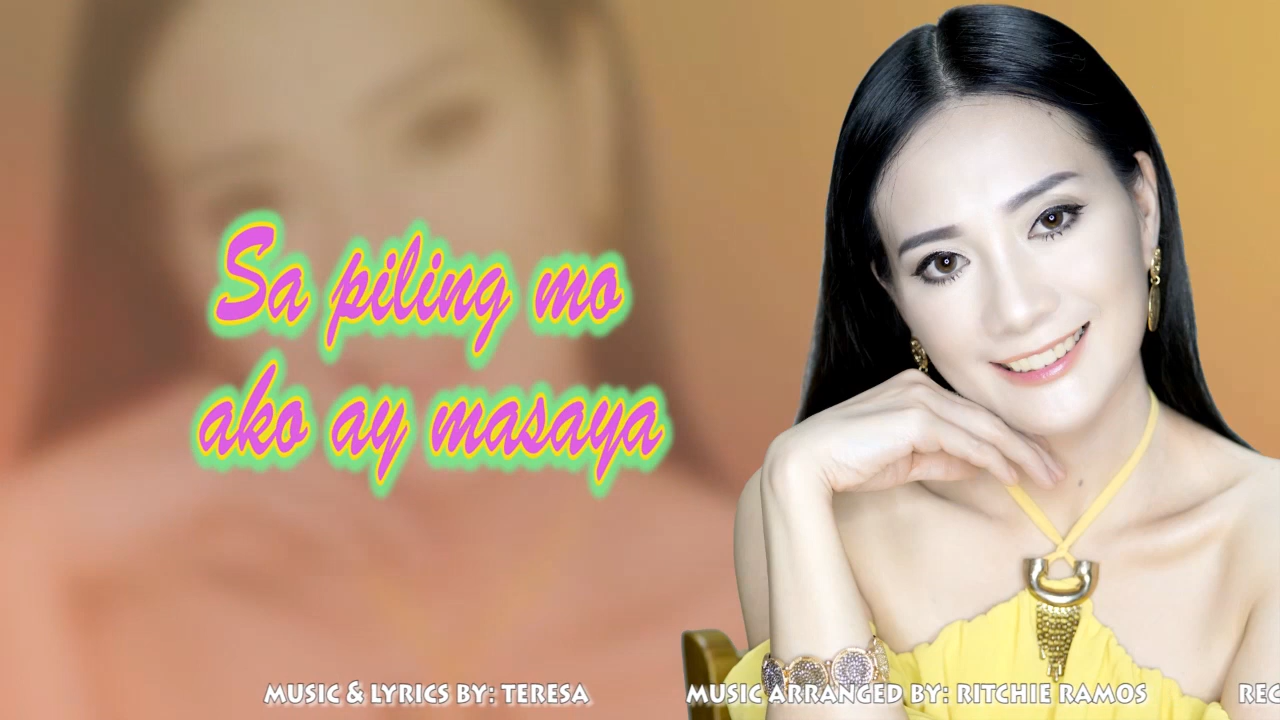 Sa piling mo
ako ay masaya
MUSIC & LYRICS BY: TERESA MUSIC ARRANGED BY: RITCHIE RAMOS